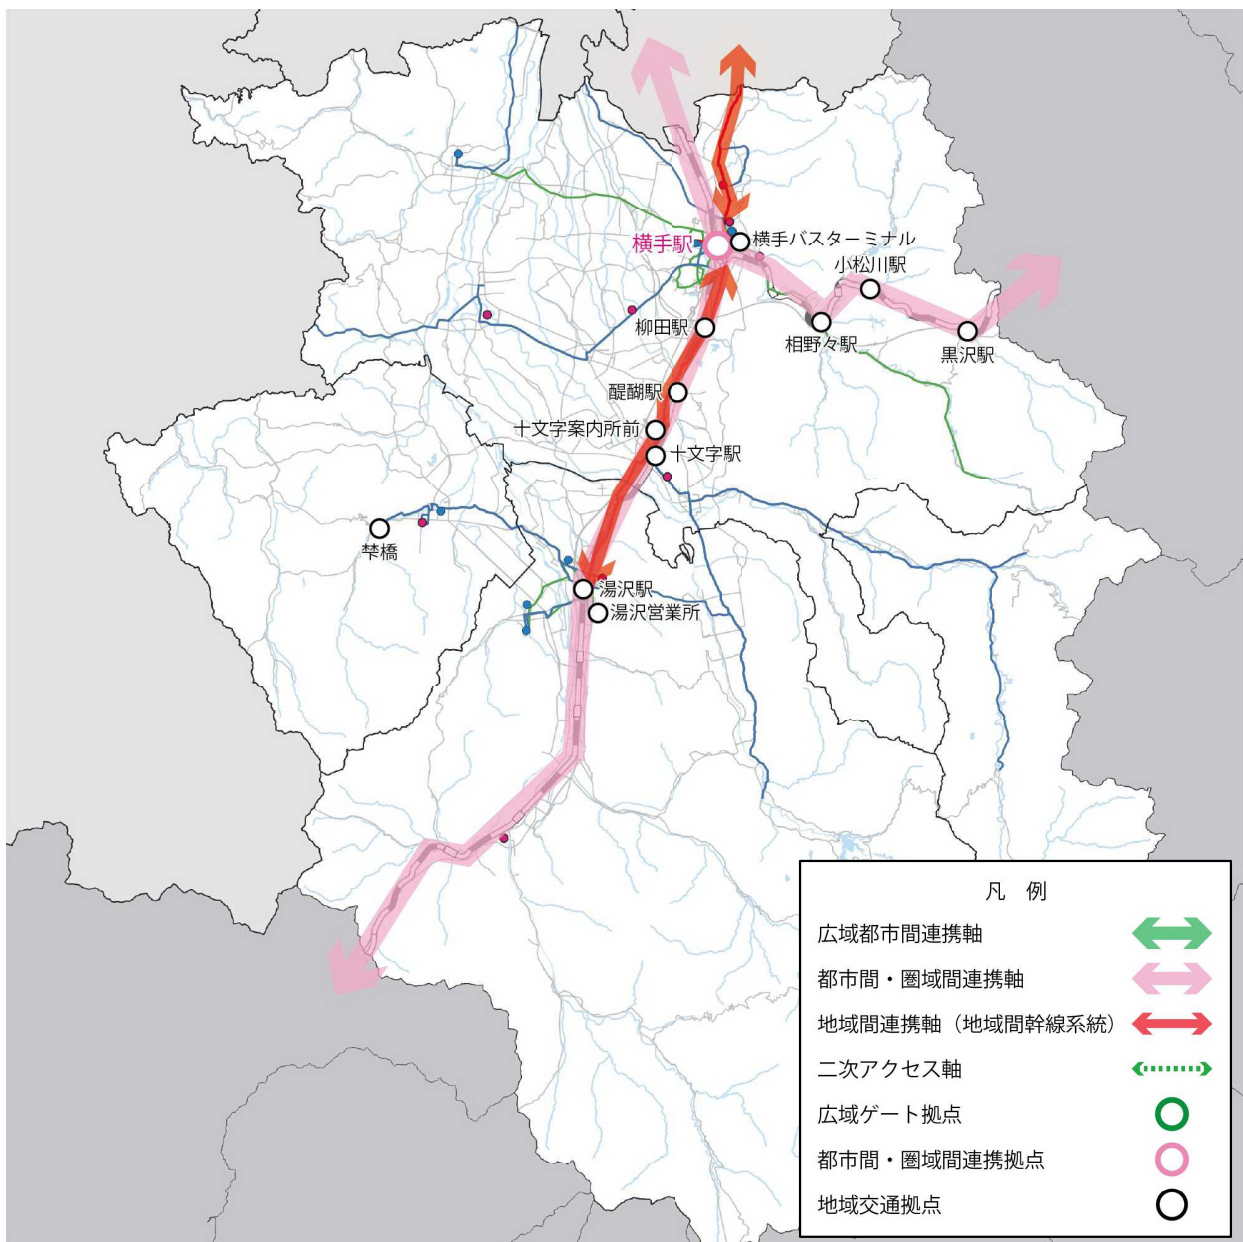 横手駅
横手バスターミナル
小松川駅
柳田駅
相野々駅
黒沢駅
醍醐駅
十文字案内所前
十文字駅
梺橋
湯沢駅
湯沢営業所
凡 例
広域都市間連携軸
都市間・圏域間連携軸
地域間連携軸（地域間幹線系統）
二次アクセス軸
広域ゲート拠点
都市間・圏域間連携拠点
地域交通拠点